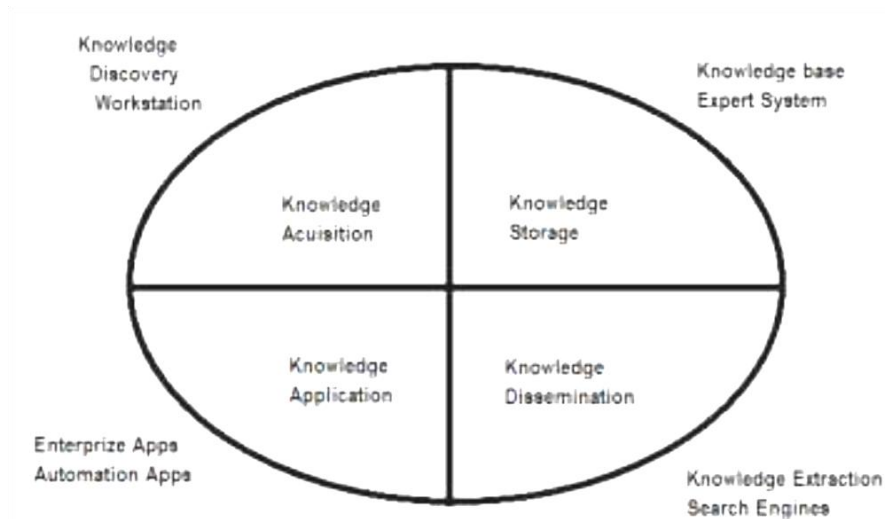 Knowledge
Discovery
Workstation
Knowledge base
Expert System
Knowledge
Acuisition
Knowledge
Storage
Knowledge
Application
Knowledge
Dissemination
Enterprize Apps
Automation Apps
Knowledge Extraction
Search Engines